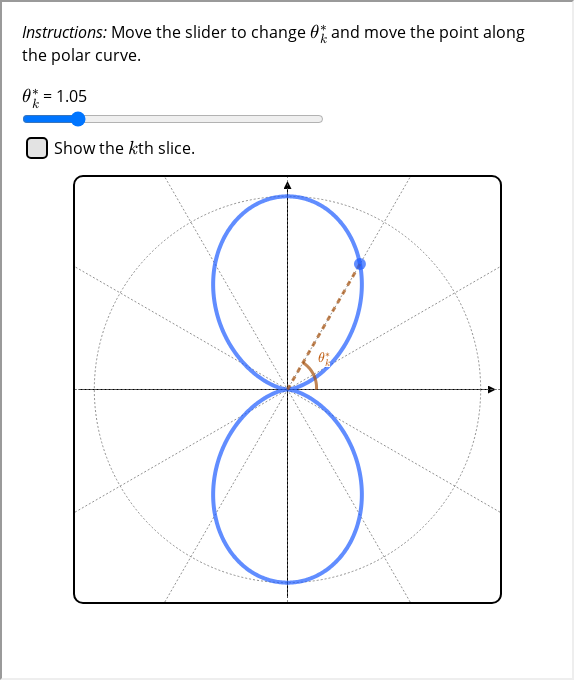 Instructions: Move the slider to change θ*k and move the point along
the polar curve.
θ*k = 1.05
Show the kth slice.
θ*k